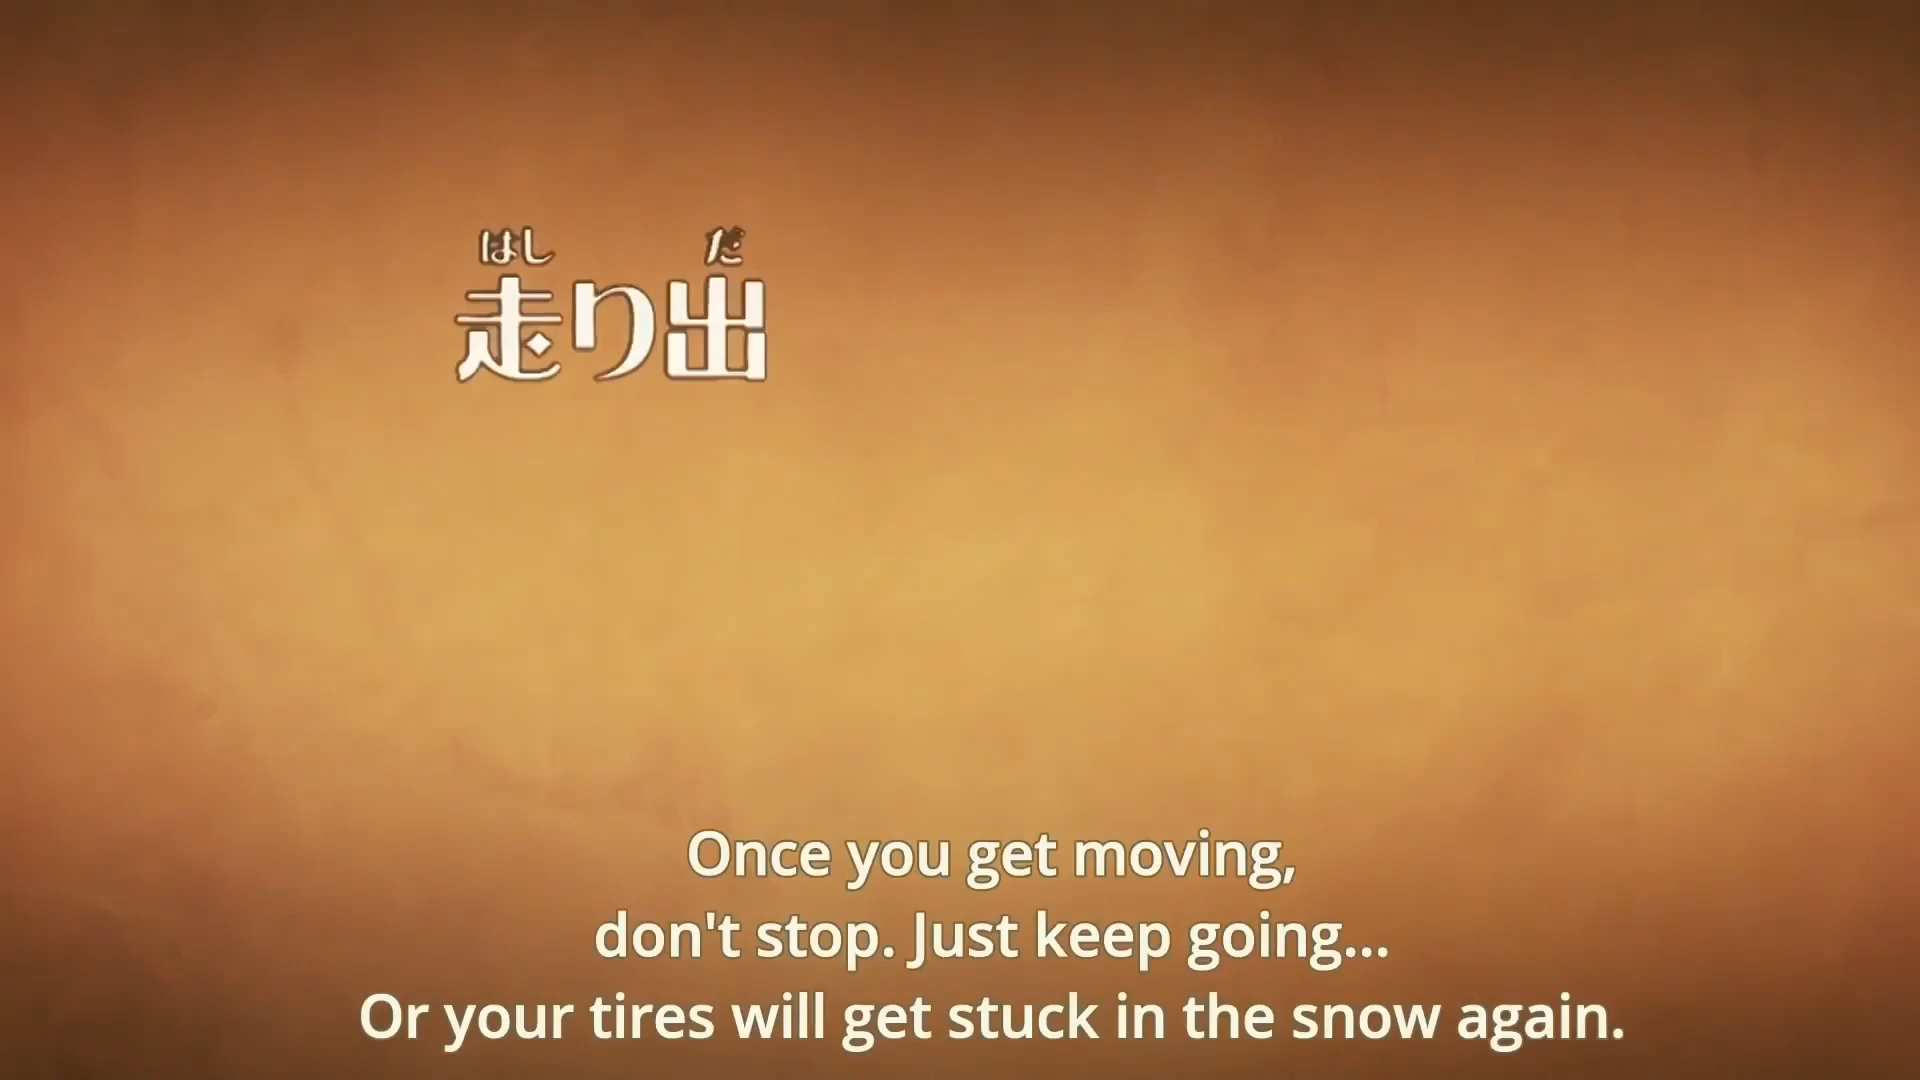 はし だ
走り出
Once you get moving,
don't stop. Just keep going...
Or your tires will get stuck in the snow again.